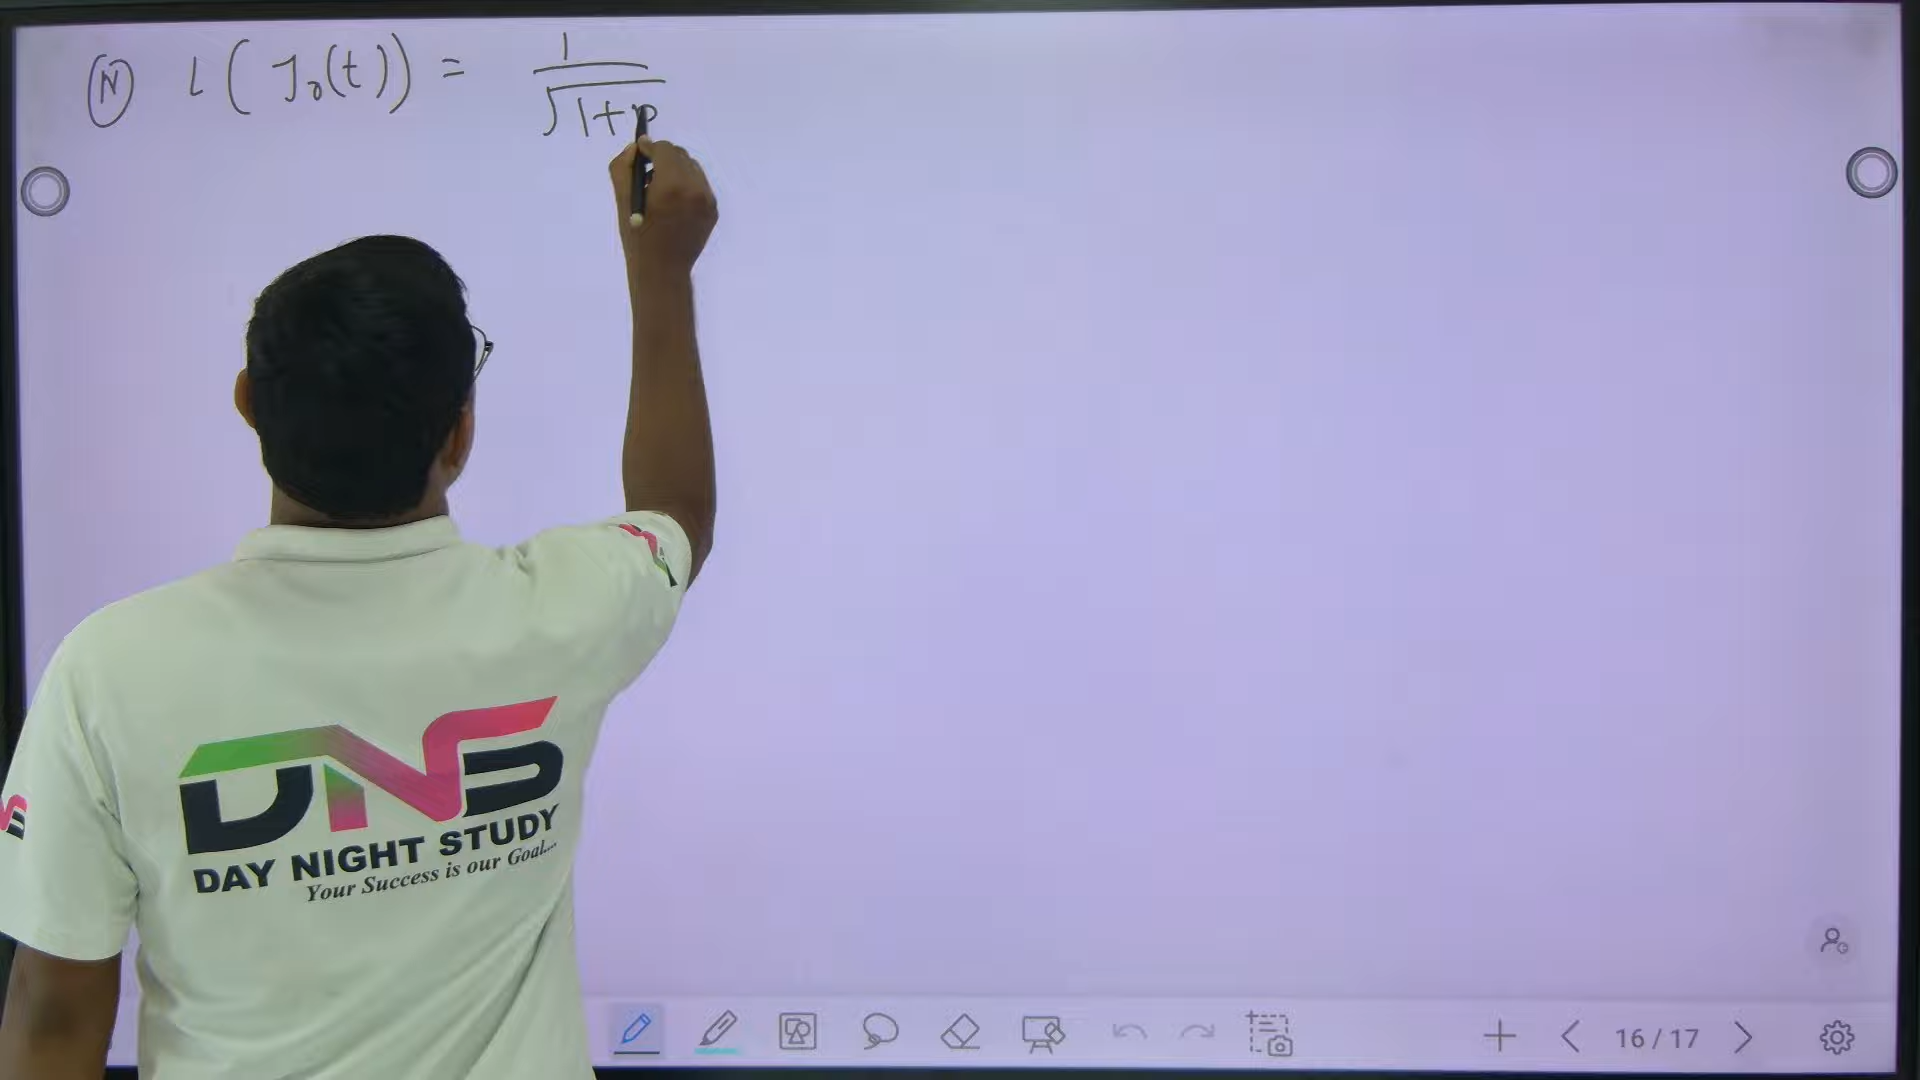 (N) L(J₀(t)) = 1/√1+p
DNS
DAY NIGHT STUDY
Your Success is our Goal....
16/17